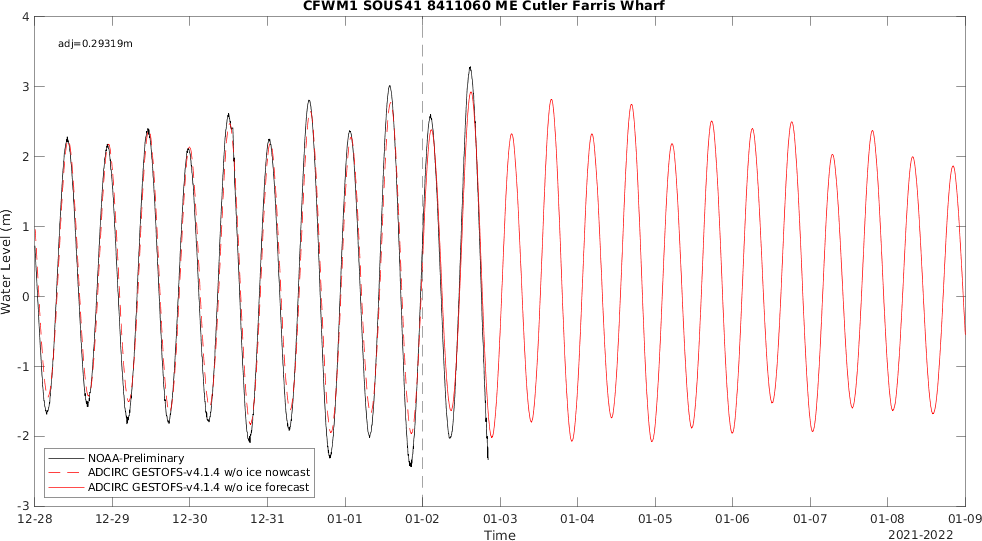 CFWM1 SOUS41 8411060 ME Cutler Farris Wharf
4
adj=0.29319m
3
2
1
0
-1
-2
-3
Water Level (m)
NOAA-Preliminary
ADCIRC GESTOFS-v4.1.4 w/o ice nowcast
ADCIRC GESTOFS-v4.1.4 w/o ice forecast
12-28 12-29 12-30 12-31 01-01 01-02 01-03 01-04 01-05 01-06 01-07 01-08 01-09
Time
2021-2022